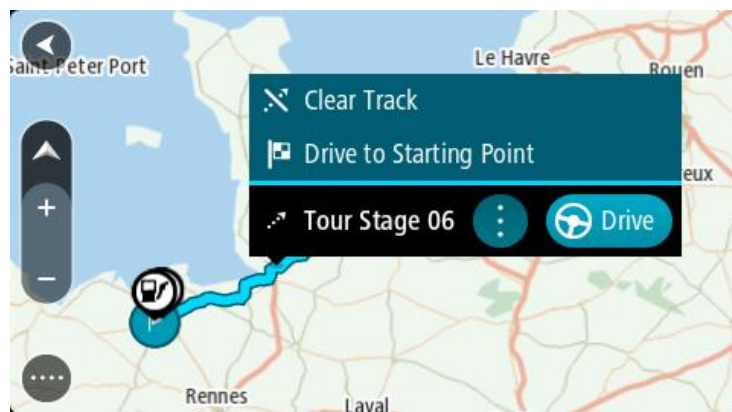 Saint Peter Port
Le Havre
Rouen
Clear Track
Drive to Starting Point
eux
+
Tour Stage 06
Drive
−
Rennes
Laval